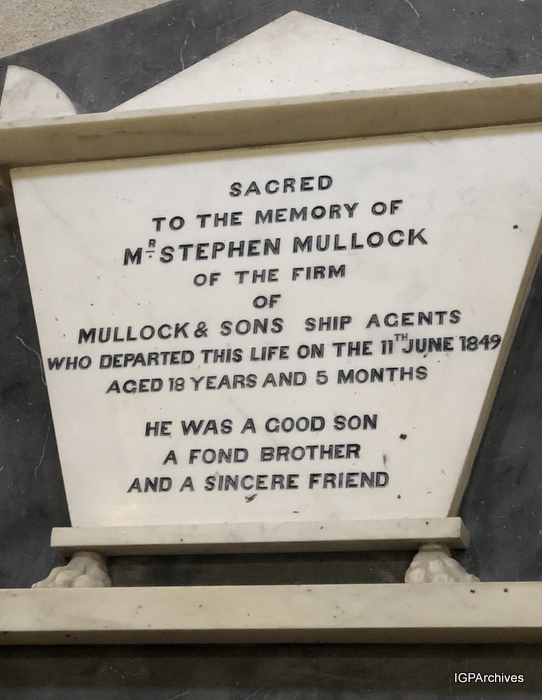 SACRED
TO THE MEMORY OF
MR STEPHEN MULLOCK
OF THE FIRM
OF
MULLOCK & SONS SHIP AGENTS
WHO DEPARTED THIS LIFE ON THE 11TH JUNE 1849
AGED 18 YEARS AND 5 MONTHS
HE WAS A GOOD SON
A FOND BROTHER
AND A SINCERE FRIEND
IGPArchives